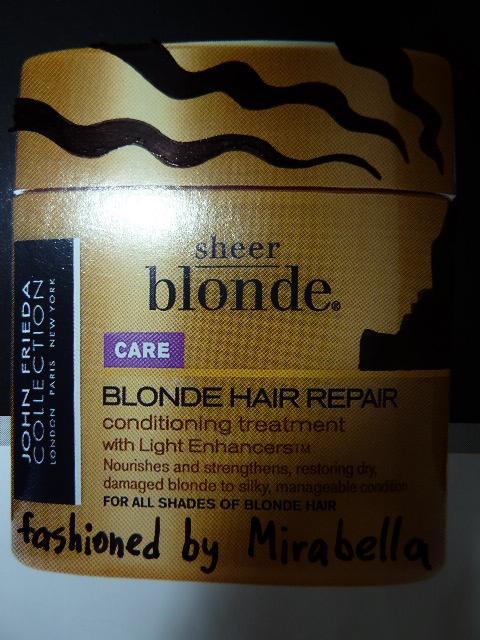 sheer
blonde®
CARE
JOHN FRIEDA
COLLECTION
LONDON PARIS NEW YORK
BLONDE HAIR REPAIR
conditioning treatment
with Light Enhancers™
Nourishes and strengthens, restoring dry,
damaged blonde to silky, manageable condition
FOR ALL SHADES OF BLONDE HAIR
fashioned by Mirabella